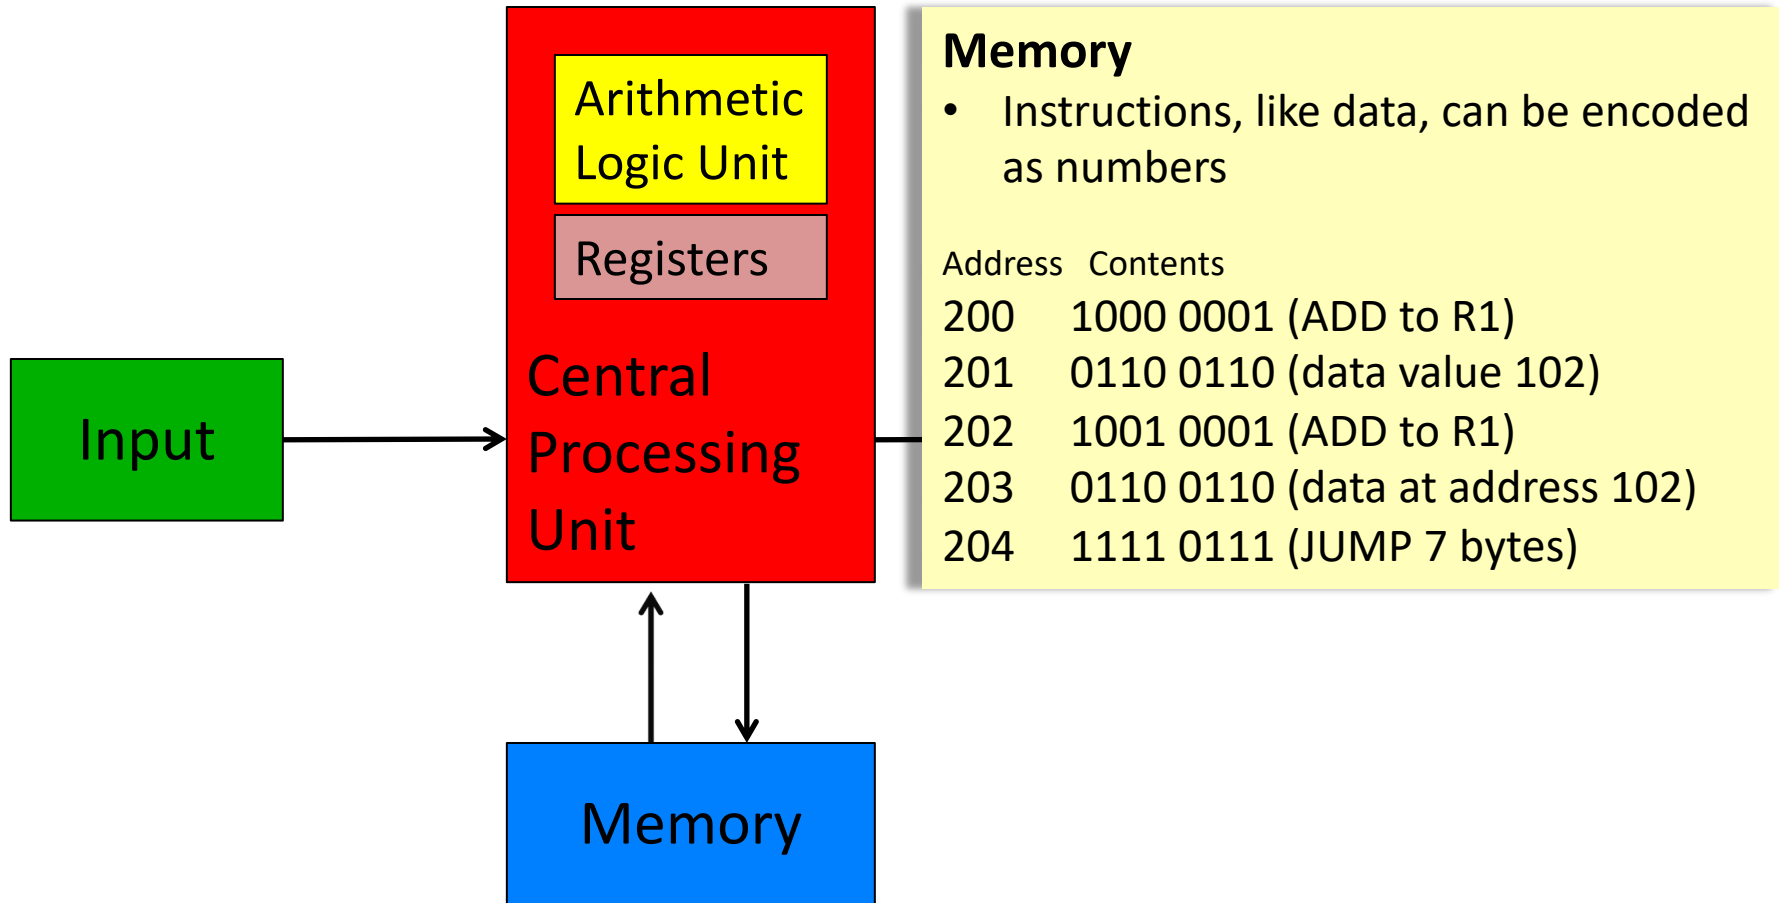 Arithmetic
Logic Unit
Registers
Central
Processing
Unit
Input
Memory
Memory
• Instructions, like data, can be encoded
as numbers
Address Contents
200 1000 0001 (ADD to R1)
201 0110 0110 (data value 102)
202 1001 0001 (ADD to R1)
203 0110 0110 (data at address 102)
204 1111 0111 (JUMP 7 bytes)